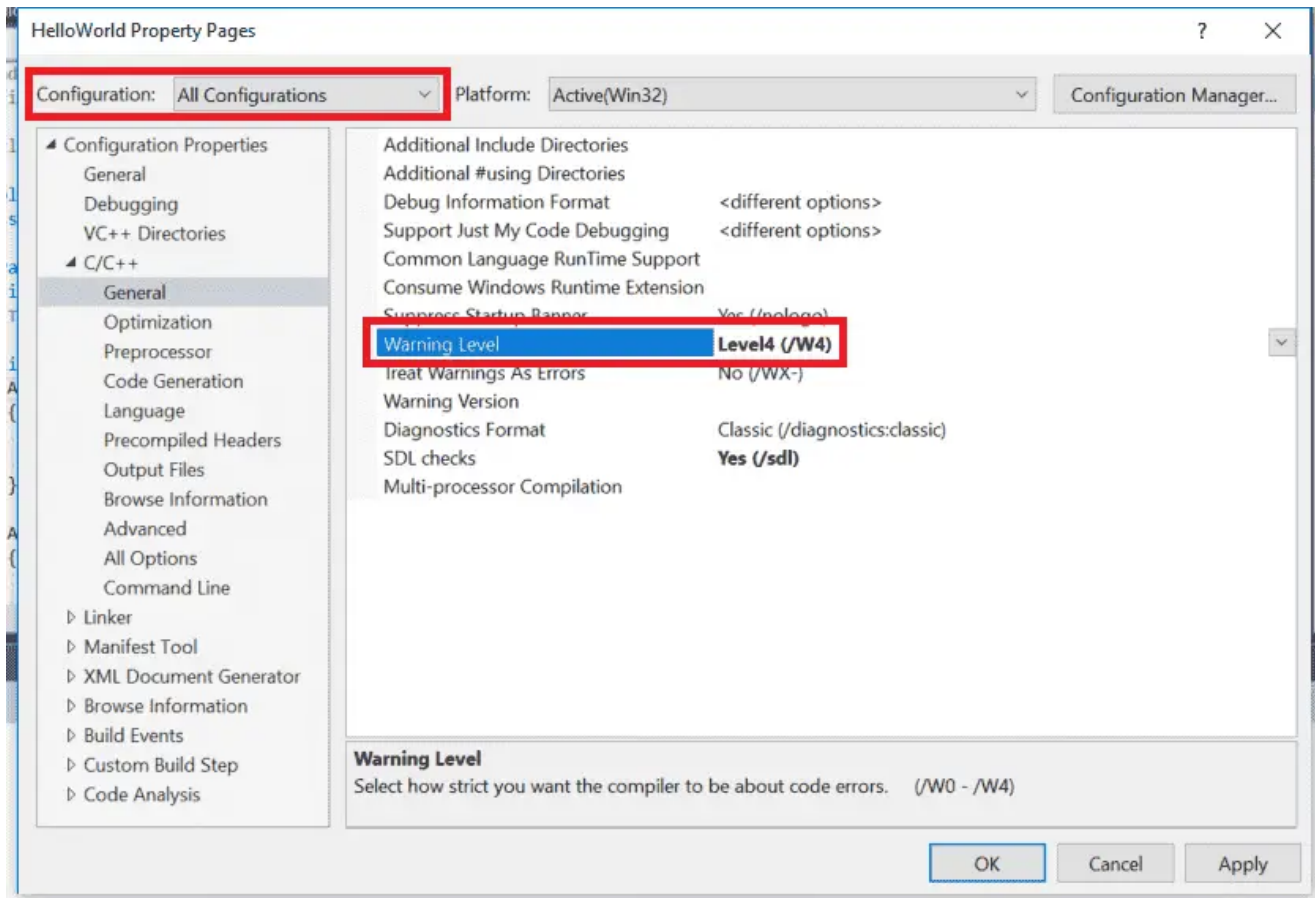 HelloWorld Property Pages
?
Configuration: All Configurations Platform: Active(Win32) Configuration Manager...
Configuration Properties
General
Debugging
VC++ Directories
C/C++
General
Optimization
Preprocessor
Code Generation
Language
Precompiled Headers
Output Files
Browse Information
Advanced
All Options
Command Line
Linker
Manifest Tool
XML Document Generator
Browse Information
Build Events
Custom Build Step
Code Analysis
Additional Include Directories
Additional #using Directories
Debug Information Format <different options>
Support Just My Code Debugging <different options>
Common Language RunTime Support
Consume Windows Runtime Extension
Suppress Startup Banner Yes (/nologo)
Warning Level Level4 (/W4)
Treat Warnings As Errors No (/WX-)
Warning Version
Diagnostics Format Classic (/diagnostics:classic)
SDL checks Yes (/sdl)
Multi-processor Compilation
Warning Level
Select how strict you want the compiler to be about code errors. (/W0 - /W4)
OK Cancel Apply